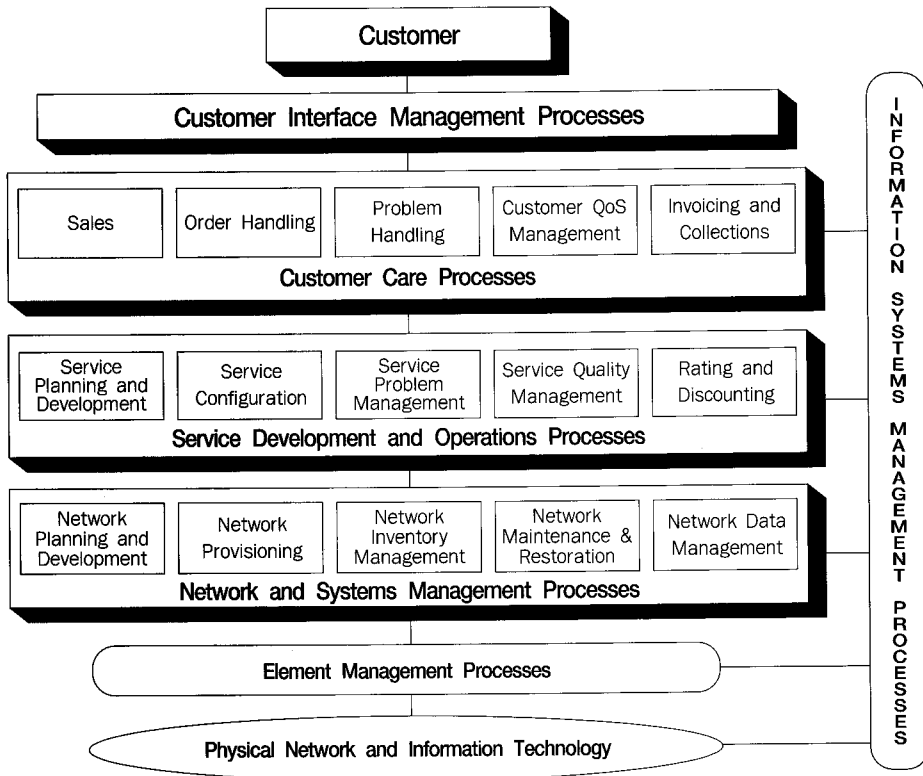 Customer
Customer Interface Management Processes
Sales
Order Handling
Problem
Handling
Customer QoS
Management
Invoicing and
Collections
Customer Care Processes
Service
Planning and
Development
Service
Configuration
Service
Problem
Management
Service Quality
Management
Rating and
Discounting
Service Development and Operations Processes
Network
Planning and
Development
Network
Provisioning
Network
Inventory
Management
Network
Maintenance &
Restoration
Network Data
Management
Network and Systems Management Processes
Element Management Processes
Physical Network and Information Technology
INFORMATION SYSTEMS MANAGEMENT PROCESSES